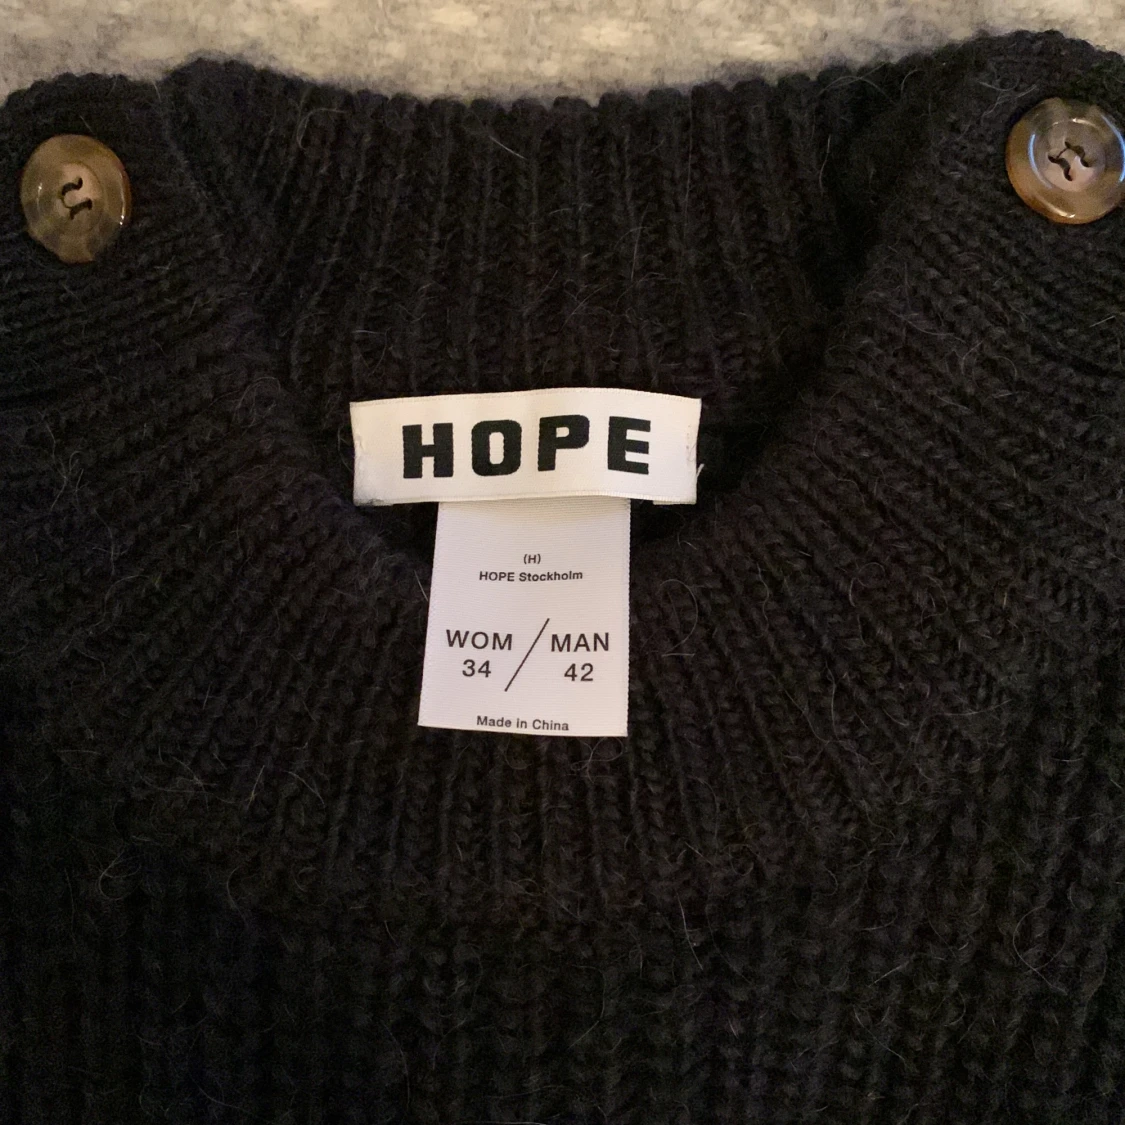 HOPE
(H)
HOPE Stockholm
WOM / MAN
34 42
Made in China